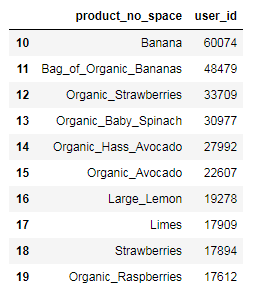 product_no_space user_id
10 Banana 60074
11 Bag_of_Organic_Bananas 48479
12 Organic_Strawberries 33709
13 Organic_Baby_Spinach 30977
14 Organic_Hass_Avocado 27992
15 Organic_Avocado 22607
16 Large_Lemon 19278
17 Limes 17909
18 Strawberries 17894
19 Organic_Raspberries 17612